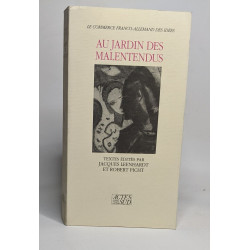 LE COMMERCE FRANCO-ALLEMAND DES IDÉES
AU JARDIN DES
MALENTENDUS
TEXTES ÉDITÉS PAR
JACQUES LEENHARDT
ET ROBERT PICHT
ACTES
SUD